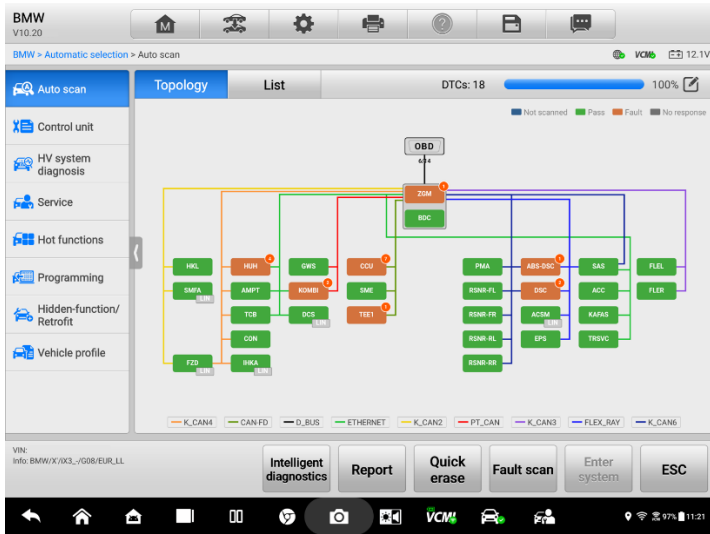 BMW
V10.20
M
?
BMW > Automatic selection > Auto scan
VCMI
12.1V
Auto scan
Control unit
HV system
diagnosis
Service
Hot functions
Programming
Hidden-function/
Retrofit
Vehicle profile
Topology
List
DTCs: 18
100%
Not scanned
Pass
Fault
No response
OBD
ZGM
BDC
HKL
HUH
GWS
CCU
PMA
ABS-DSC
SAS
FLEL
SMFA
LIN
AMPT
KOMBI
SME
RSNR-FL
DSC
ACC
FLER
TCB
DCS
LIN
TEE1
RSNR-FR
ACSM
LIN
KAFAS
CON
RSNR-RL
EPS
TRSVC
FZD
LIN
IHKA
LIN
RSNR-RR
K_CAN4
CAN-FD
D_BUS
ETHERNET
K_CAN2
PT_CAN
K_CAN3
FLEX_RAY
K_CAN6
VIN:
Info: BMW/X'/iX3_-/G08/EUR_LL
Intelligent
diagnostics
Report
Quick
erase
Fault scan
Enter
system
ESC
VCMI
97%
11:21